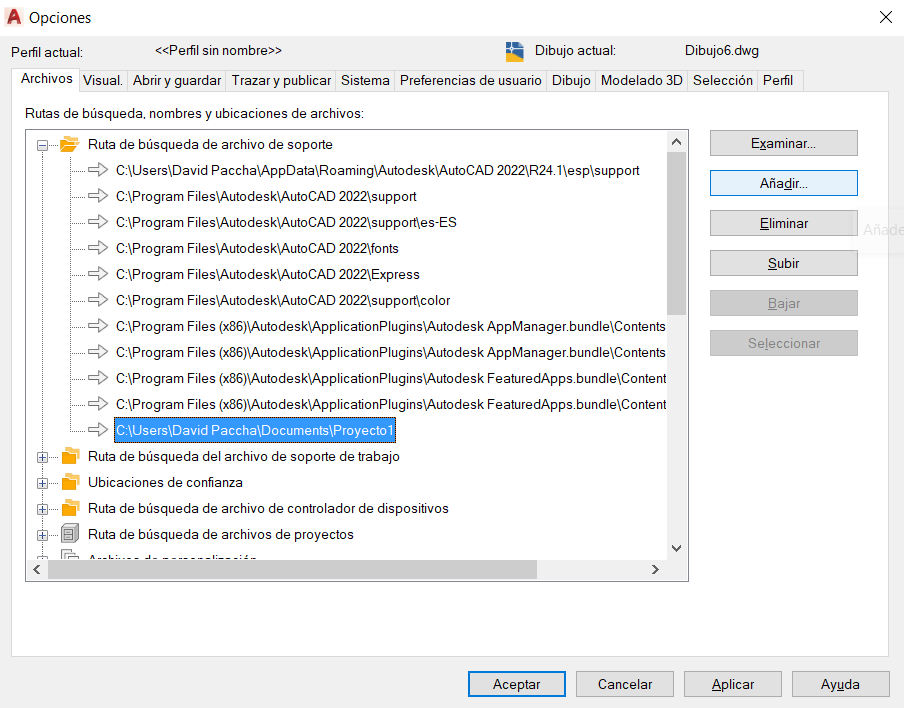 Opciones
Perfil actual: <<Perfil sin nombre>> Dibujo actual: Dibujo6.dwg
Archivos Visual. Abrir y guardar Trazar y publicar Sistema Preferencias de usuario Dibujo Modelado 3D Selección Perfil
Rutas de búsqueda, nombres y ubicaciones de archivos:
Ruta de búsqueda de archivo de soporte
C:\Users\David Paccha\AppData\Roaming\Autodesk\AutoCAD 2022\R24.1\esp\support
C:\Program Files\Autodesk\AutoCAD 2022\support
C:\Program Files\Autodesk\AutoCAD 2022\support\es-ES
C:\Program Files\Autodesk\AutoCAD 2022\fonts
C:\Program Files\Autodesk\AutoCAD 2022\Express
C:\Program Files\Autodesk\AutoCAD 2022\support\color
C:\Program Files (x86)\Autodesk\ApplicationPlugins\Autodesk AppManager.bundle\Contents
C:\Program Files (x86)\Autodesk\ApplicationPlugins\Autodesk AppManager.bundle\Contents
C:\Program Files (x86)\Autodesk\ApplicationPlugins\Autodesk FeaturedApps.bundle\Content
C:\Program Files (x86)\Autodesk\ApplicationPlugins\Autodesk FeaturedApps.bundle\Content
C:\Users\David Paccha\Documents\Proyecto1
Ruta de búsqueda del archivo de soporte de trabajo
Ubicaciones de confianza
Ruta de búsqueda de archivo de controlador de dispositivos
Ruta de búsqueda de archivos de proyectos
Archivos de personalización
Examinar...
Añadir...
Eliminar
Añade
Subir
Bajar
Seleccionar
Aceptar Cancelar Aplicar Ayuda